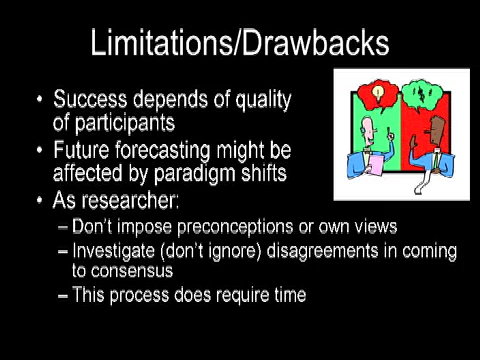 Limitations/Drawbacks
• Success depends of quality
of participants
• Future forecasting might be
affected by paradigm shifts
• As researcher:
– Don't impose preconceptions or own views
– Investigate (don't ignore) disagreements in coming
to consensus
– This process does require time